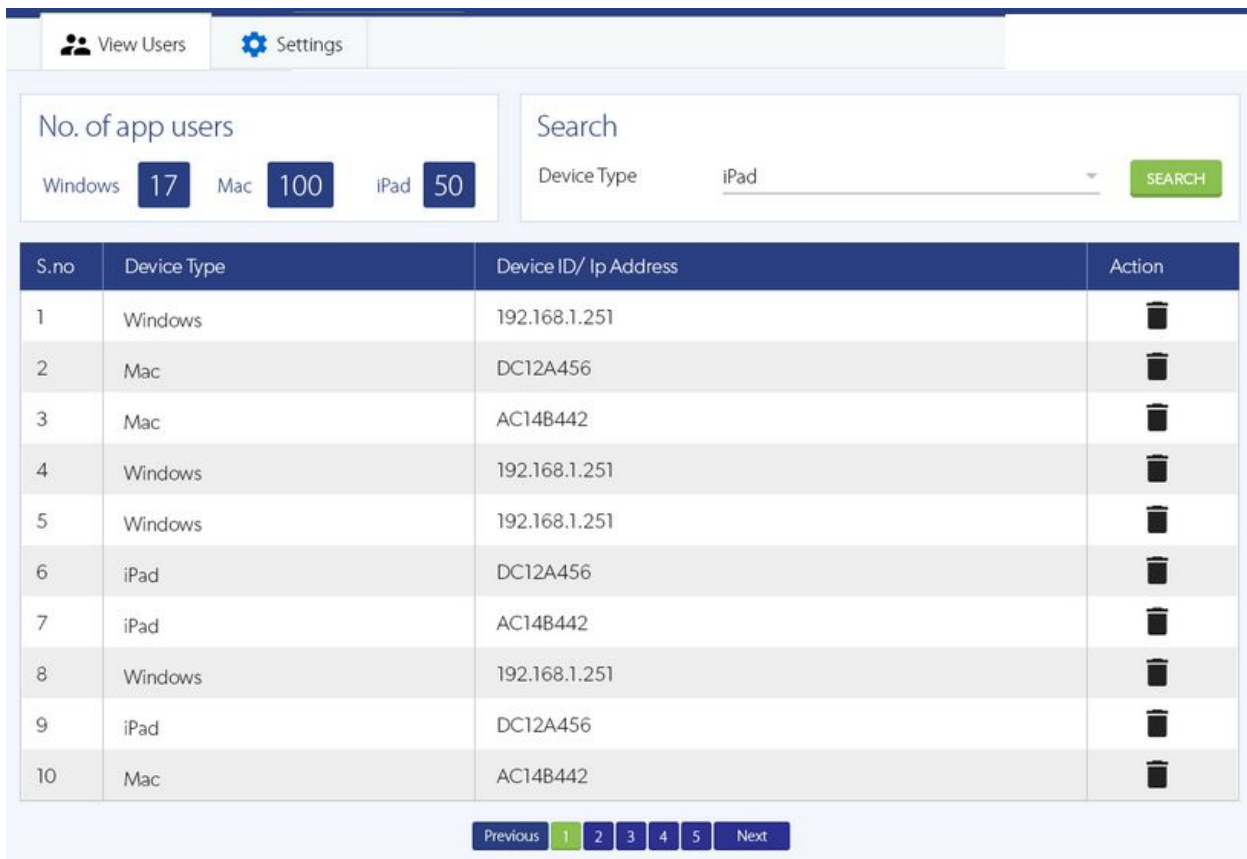 View Users Settings
No. of app users
Windows 17 Mac 100 iPad 50
Search
Device Type iPad SEARCH
S.no Device Type Device ID/ Ip Address Action
1 Windows 192.168.1.251
2 Mac DC12A456
3 Mac AC14B442
4 Windows 192.168.1.251
5 Windows 192.168.1.251
6 iPad DC12A456
7 iPad AC14B442
8 Windows 192.168.1.251
9 iPad DC12A456
10 Mac AC14B442
Previous 1 2 3 4 5 Next